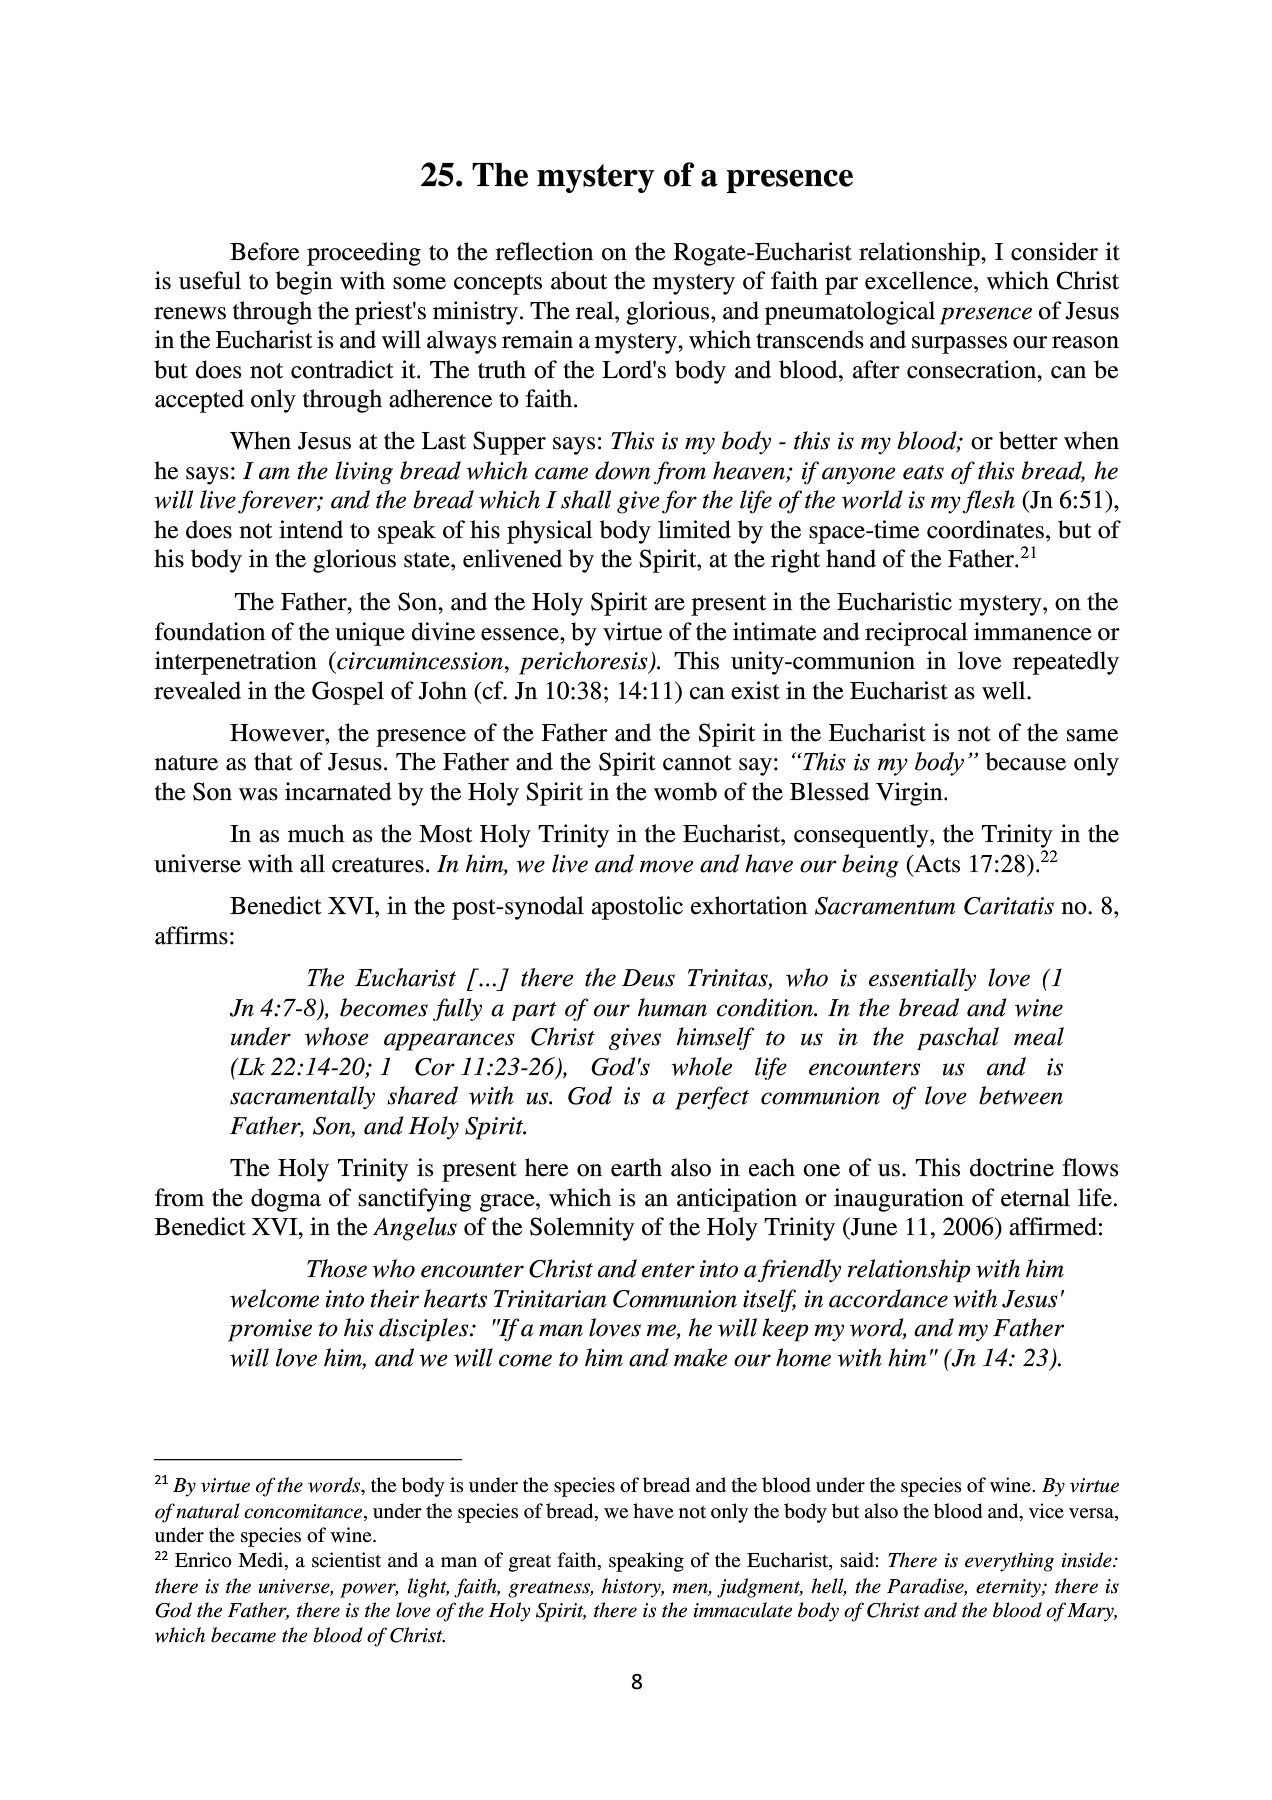 25. The mystery of a presence
Before proceeding to the reflection on the Rogate-Eucharist relationship, I consider it
is useful to begin with some concepts about the mystery of faith par excellence, which Christ
renews through the priest's ministry. The real, glorious, and pneumatological presence of Jesus
in the Eucharist is and will always remain a mystery, which transcends and surpasses our reason
but does not contradict it. The truth of the Lord's body and blood, after consecration, can be
accepted only through adherence to faith.
When Jesus at the Last Supper says: This is my body - this is my blood; or better when
he says: I am the living bread which came down from heaven; if anyone eats of this bread, he
will live forever; and the bread which I shall give for the life of the world is my flesh (Jn 6:51),
he does not intend to speak of his physical body limited by the space-time coordinates, but of
his body in the glorious state, enlivened by the Spirit, at the right hand of the Father.21
The Father, the Son, and the Holy Spirit are present in the Eucharistic mystery, on the
foundation of the unique divine essence, by virtue of the intimate and reciprocal immanence or
interpenetration (circumincession, perichoresis). This unity-communion in love repeatedly
revealed in the Gospel of John (cf. Jn 10:38; 14:11) can exist in the Eucharist as well.
However, the presence of the Father and the Spirit in the Eucharist is not of the same
nature as that of Jesus. The Father and the Spirit cannot say: “This is my body” because only
the Son was incarnated by the Holy Spirit in the womb of the Blessed Virgin.
In as much as the Most Holy Trinity in the Eucharist, consequently, the Trinity in the
universe with all creatures. In him, we live and move and have our being (Acts 17:28).22
Benedict XVI, in the post-synodal apostolic exhortation Sacramentum Caritatis no. 8,
affirms:
The Eucharist [...] there the Deus Trinitas, who is essentially love (1
Jn 4:7-8), becomes fully a part of our human condition. In the bread and wine
under whose appearances Christ gives himself to us in the paschal meal
(Lk 22:14-20; 1 Cor 11:23-26), God's whole life encounters us and is
sacramentally shared with us. God is a perfect communion of love between
Father, Son, and Holy Spirit.
The Holy Trinity is present here on earth also in each one of us. This doctrine flows
from the dogma of sanctifying grace, which is an anticipation or inauguration of eternal life.
Benedict XVI, in the Angelus of the Solemnity of the Holy Trinity (June 11, 2006) affirmed:
Those who encounter Christ and enter into a friendly relationship with him
welcome into their hearts Trinitarian Communion itself, in accordance with Jesus'
promise to his disciples: "If a man loves me, he will keep my word, and my Father
will love him, and we will come to him and make our home with him" (Jn 14: 23).
21 By virtue of the words, the body is under the species of bread and the blood under the species of wine. By virtue
of natural concomitance, under the species of bread, we have not only the body but also the blood and, vice versa,
under the species of wine.
22 Enrico Medi, a scientist and a man of great faith, speaking of the Eucharist, said: There is everything inside:
there is the universe, power, light, faith, greatness, history, men, judgment, hell, the Paradise, eternity; there is
God the Father, there is the love of the Holy Spirit, there is the immaculate body of Christ and the blood of Mary,
which became the blood of Christ.
8